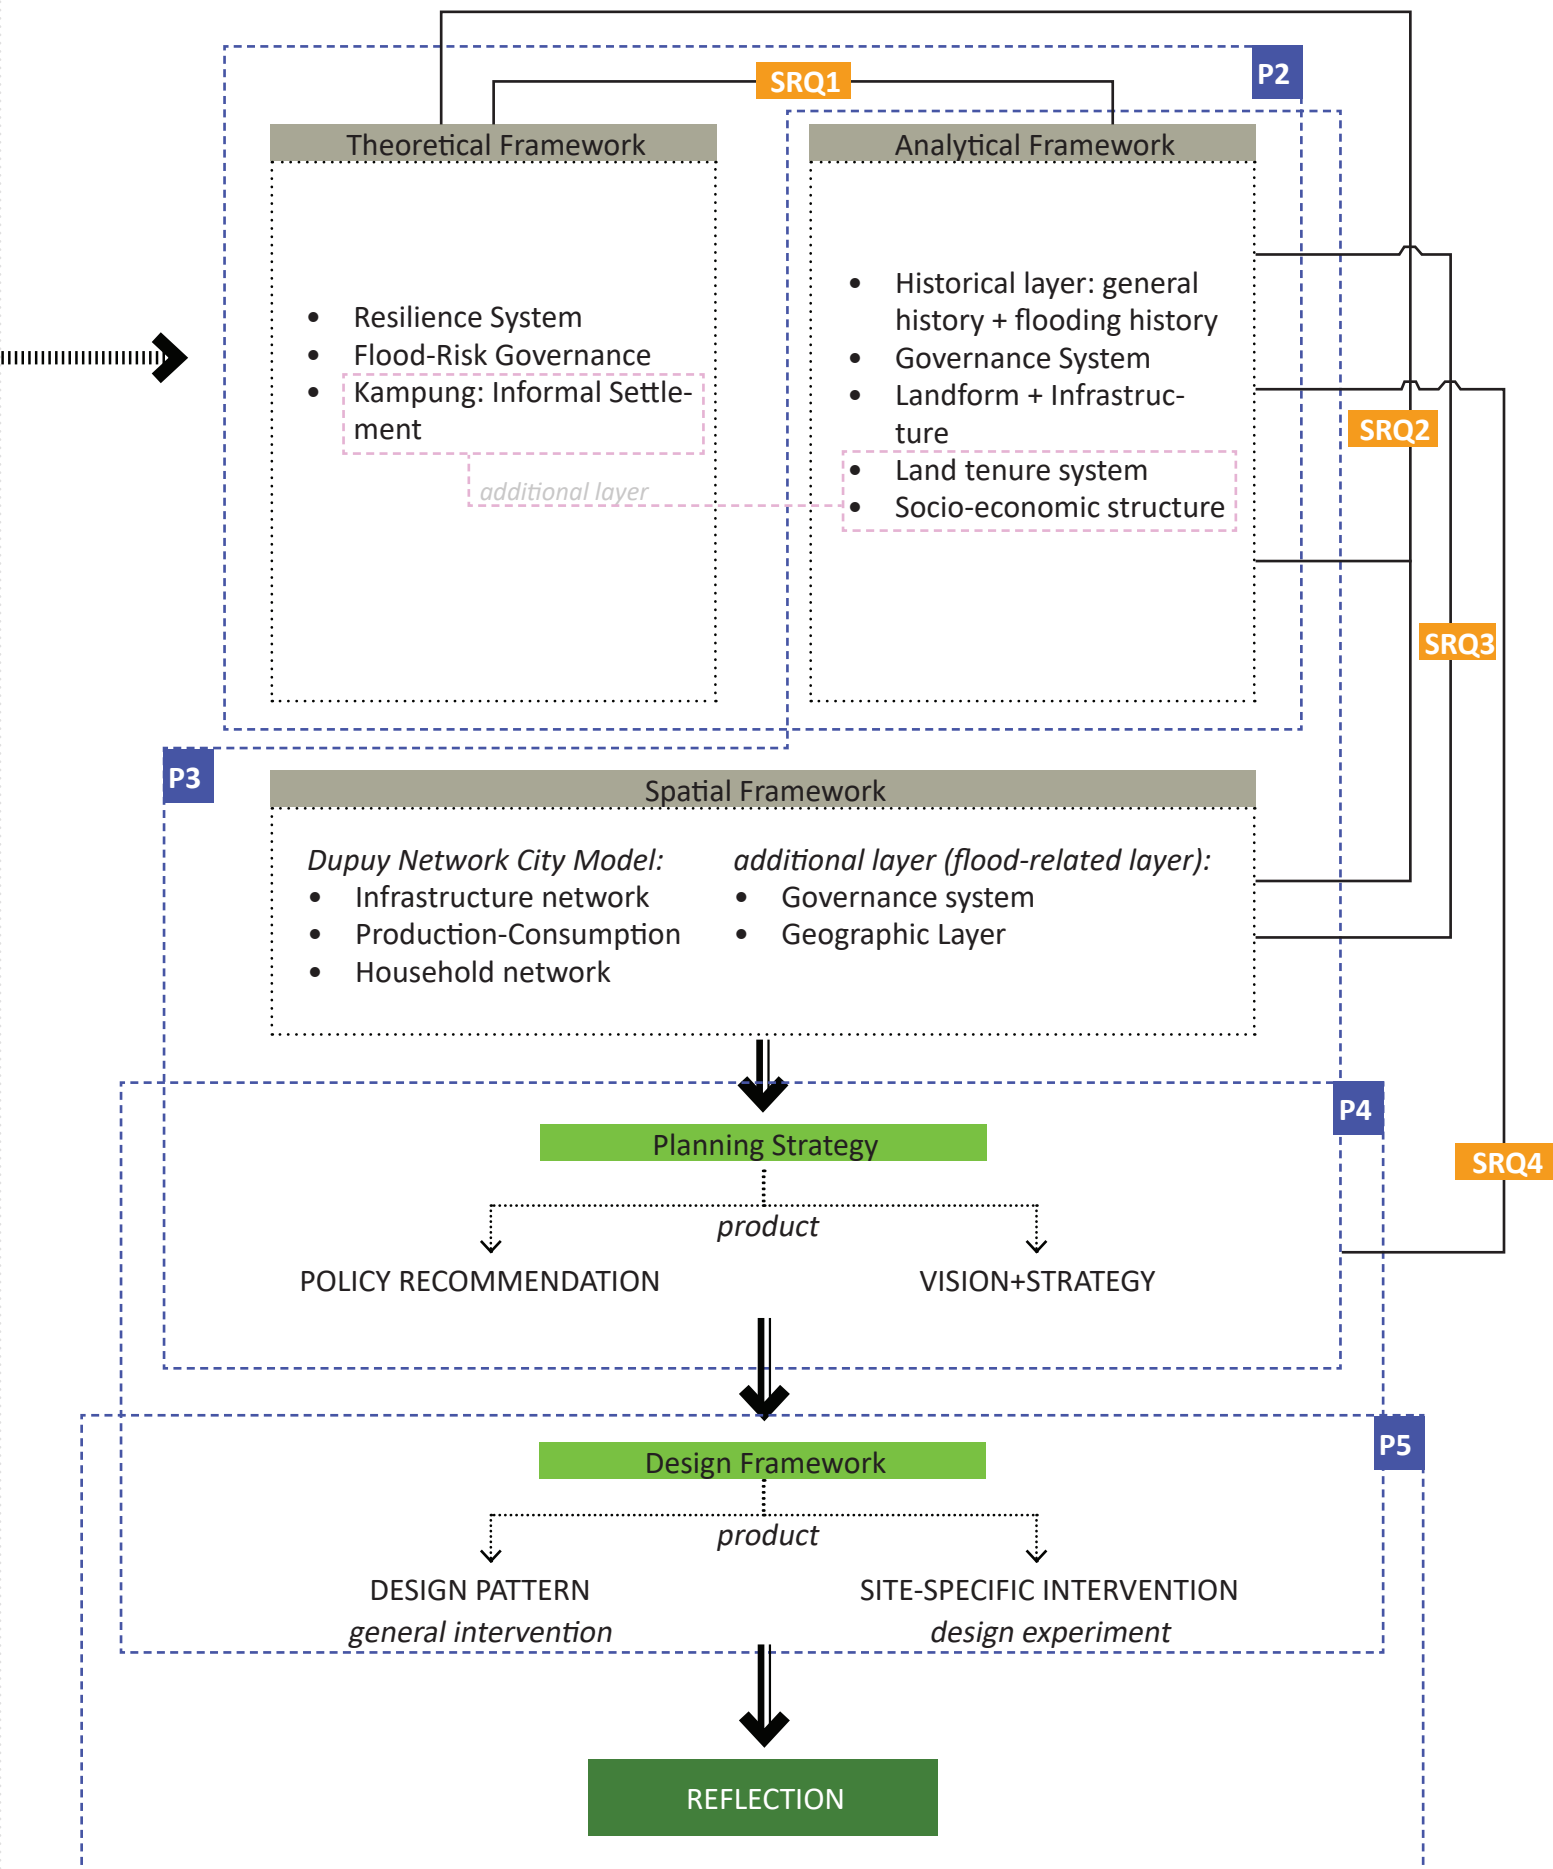 P2
SRQ1
Theoretical Framework
• Resilience System
• Flood-Risk Governance
• Kampung: Informal Settle-
ment
additional layer
Analytical Framework
• Historical layer: general
history + flooding history
• Governance System
• Landform + Infrastruc-
ture
• Land tenure system
• Socio-economic structure
SRQ2
SRQ3
P3
Spatial Framework
Dupuy Network City Model:
• Infrastructure network
• Production-Consumption
• Household network
additional layer (flood-related layer):
• Governance system
• Geographic Layer
P4
Planning Strategy
SRQ4
product
POLICY RECOMMENDATION
VISION+STRATEGY
P5
Design Framework
product
DESIGN PATTERN
general intervention
SITE-SPECIFIC INTERVENTION
design experiment
REFLECTION